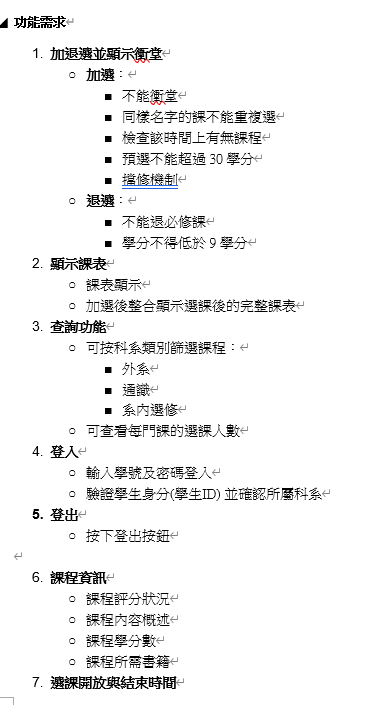 功能需求
1. 加退選並顯示衝堂
加選：
不能衝堂
同樣名字的課不能重複選
檢查該時間上有無課程
預選不能超過 30 學分
擋修機制
退選：
不能退必修課
學分不得低於 9 學分
2. 顯示課表
課表顯示
加選後整合顯示選課後的完整課表
3. 查詢功能
可按科系類別篩選課程：
外系
通識
系內選修
可查看每門課的選課人數
4. 登入
輸入學號及密碼登入
驗證學生身分(學生ID) 並確認所屬科系
5. 登出
按下登出按鈕
6. 課程資訊
課程評分狀況
課程內容概述
課程學分數
課程所需書籍
7. 選課開放與結束時間